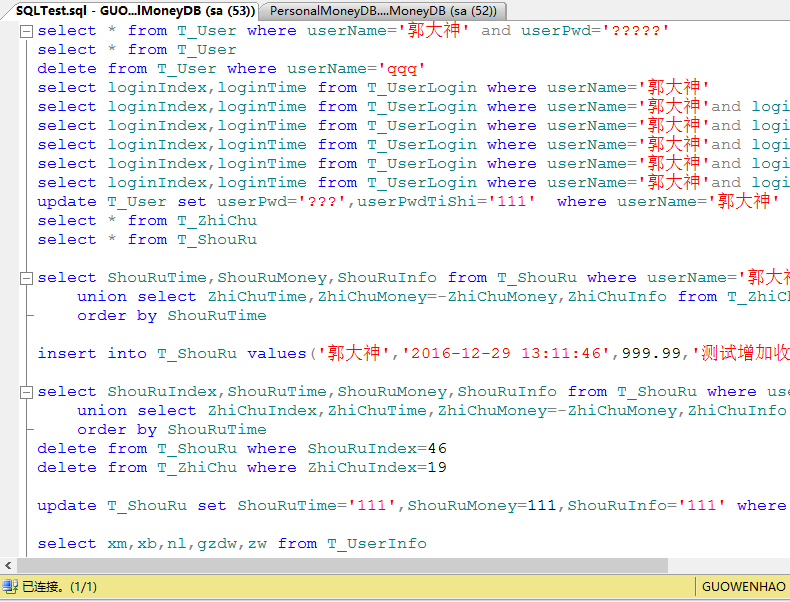 SQLTest.sql - GUO...lMoneyDB (sa (53)) PersonalMoneyDB....MoneyDB (sa (52))
select * from T_User where userName='郭大神' and userPwd='?????'
select * from T_User
delete from T_User where userName='qqq'
select loginIndex,loginTime from T_UserLogin where userName='郭大神'
select loginIndex,loginTime from T_UserLogin where userName='郭大神'and logi
select loginIndex,loginTime from T_UserLogin where userName='郭大神'and logi
select loginIndex,loginTime from T_UserLogin where userName='郭大神'and logi
select loginIndex,loginTime from T_UserLogin where userName='郭大神'and logi
select loginIndex,loginTime from T_UserLogin where userName='郭大神'and logi
update T_User set userPwd='???',userPwdTiShi='111'  where userName='郭大神'
select * from T_ZhiChu
select * from T_ShouRu
select ShouRuTime,ShouRuMoney,ShouRuInfo from T_ShouRu where userName='郭大神
union select ZhiChuTime,ZhiChuMoney=-ZhiChuMoney,ZhiChuInfo from T_ZhiCh
order by ShouRuTime
insert into T_ShouRu values('郭大神','2016-12-29 13:11:46',999.99,'测试增加收
select ShouRuIndex,ShouRuTime,ShouRuMoney,ShouRuInfo from T_ShouRu where use
union select ZhiChuIndex,ZhiChuTime,ZhiChuMoney=-ZhiChuMoney,ZhiChuInfo
order by ShouRuTime
delete from T_ShouRu where ShouRuIndex=46
delete from T_ZhiChu where ZhiChuIndex=19
update T_ShouRu set ShouRuTime='111',ShouRuMoney=111,ShouRuInfo='111' where
select xm,xb,nl,gzdw,zw from T_UserInfo
已连接。(1/1) GUOWENHAO